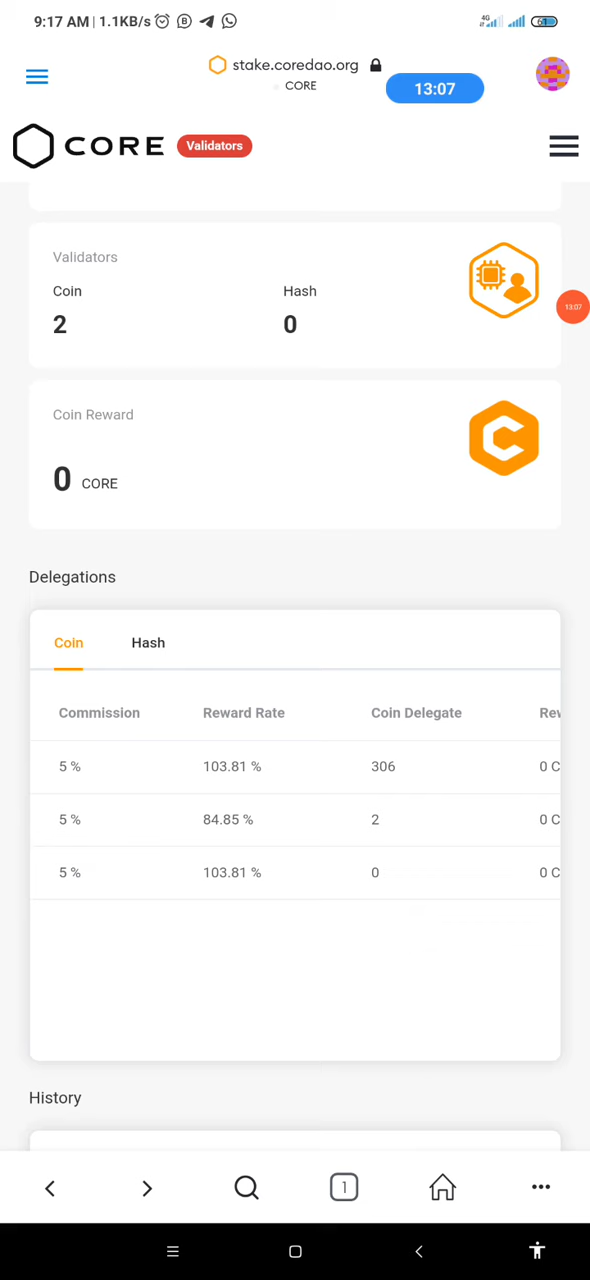 9:17 AM | 1.1KB/s
4G
61
stake.coredao.org
CORE
13:07
CORE Validators
Validators
Coin Hash
2 0
13:07
Coin Reward
0 CORE
Delegations
Coin Hash
Commission Reward Rate Coin Delegate Rev
5 % 103.81 % 306 0 C
5 % 84.85 % 2 0 C
5 % 103.81 % 0 0 C
History
1